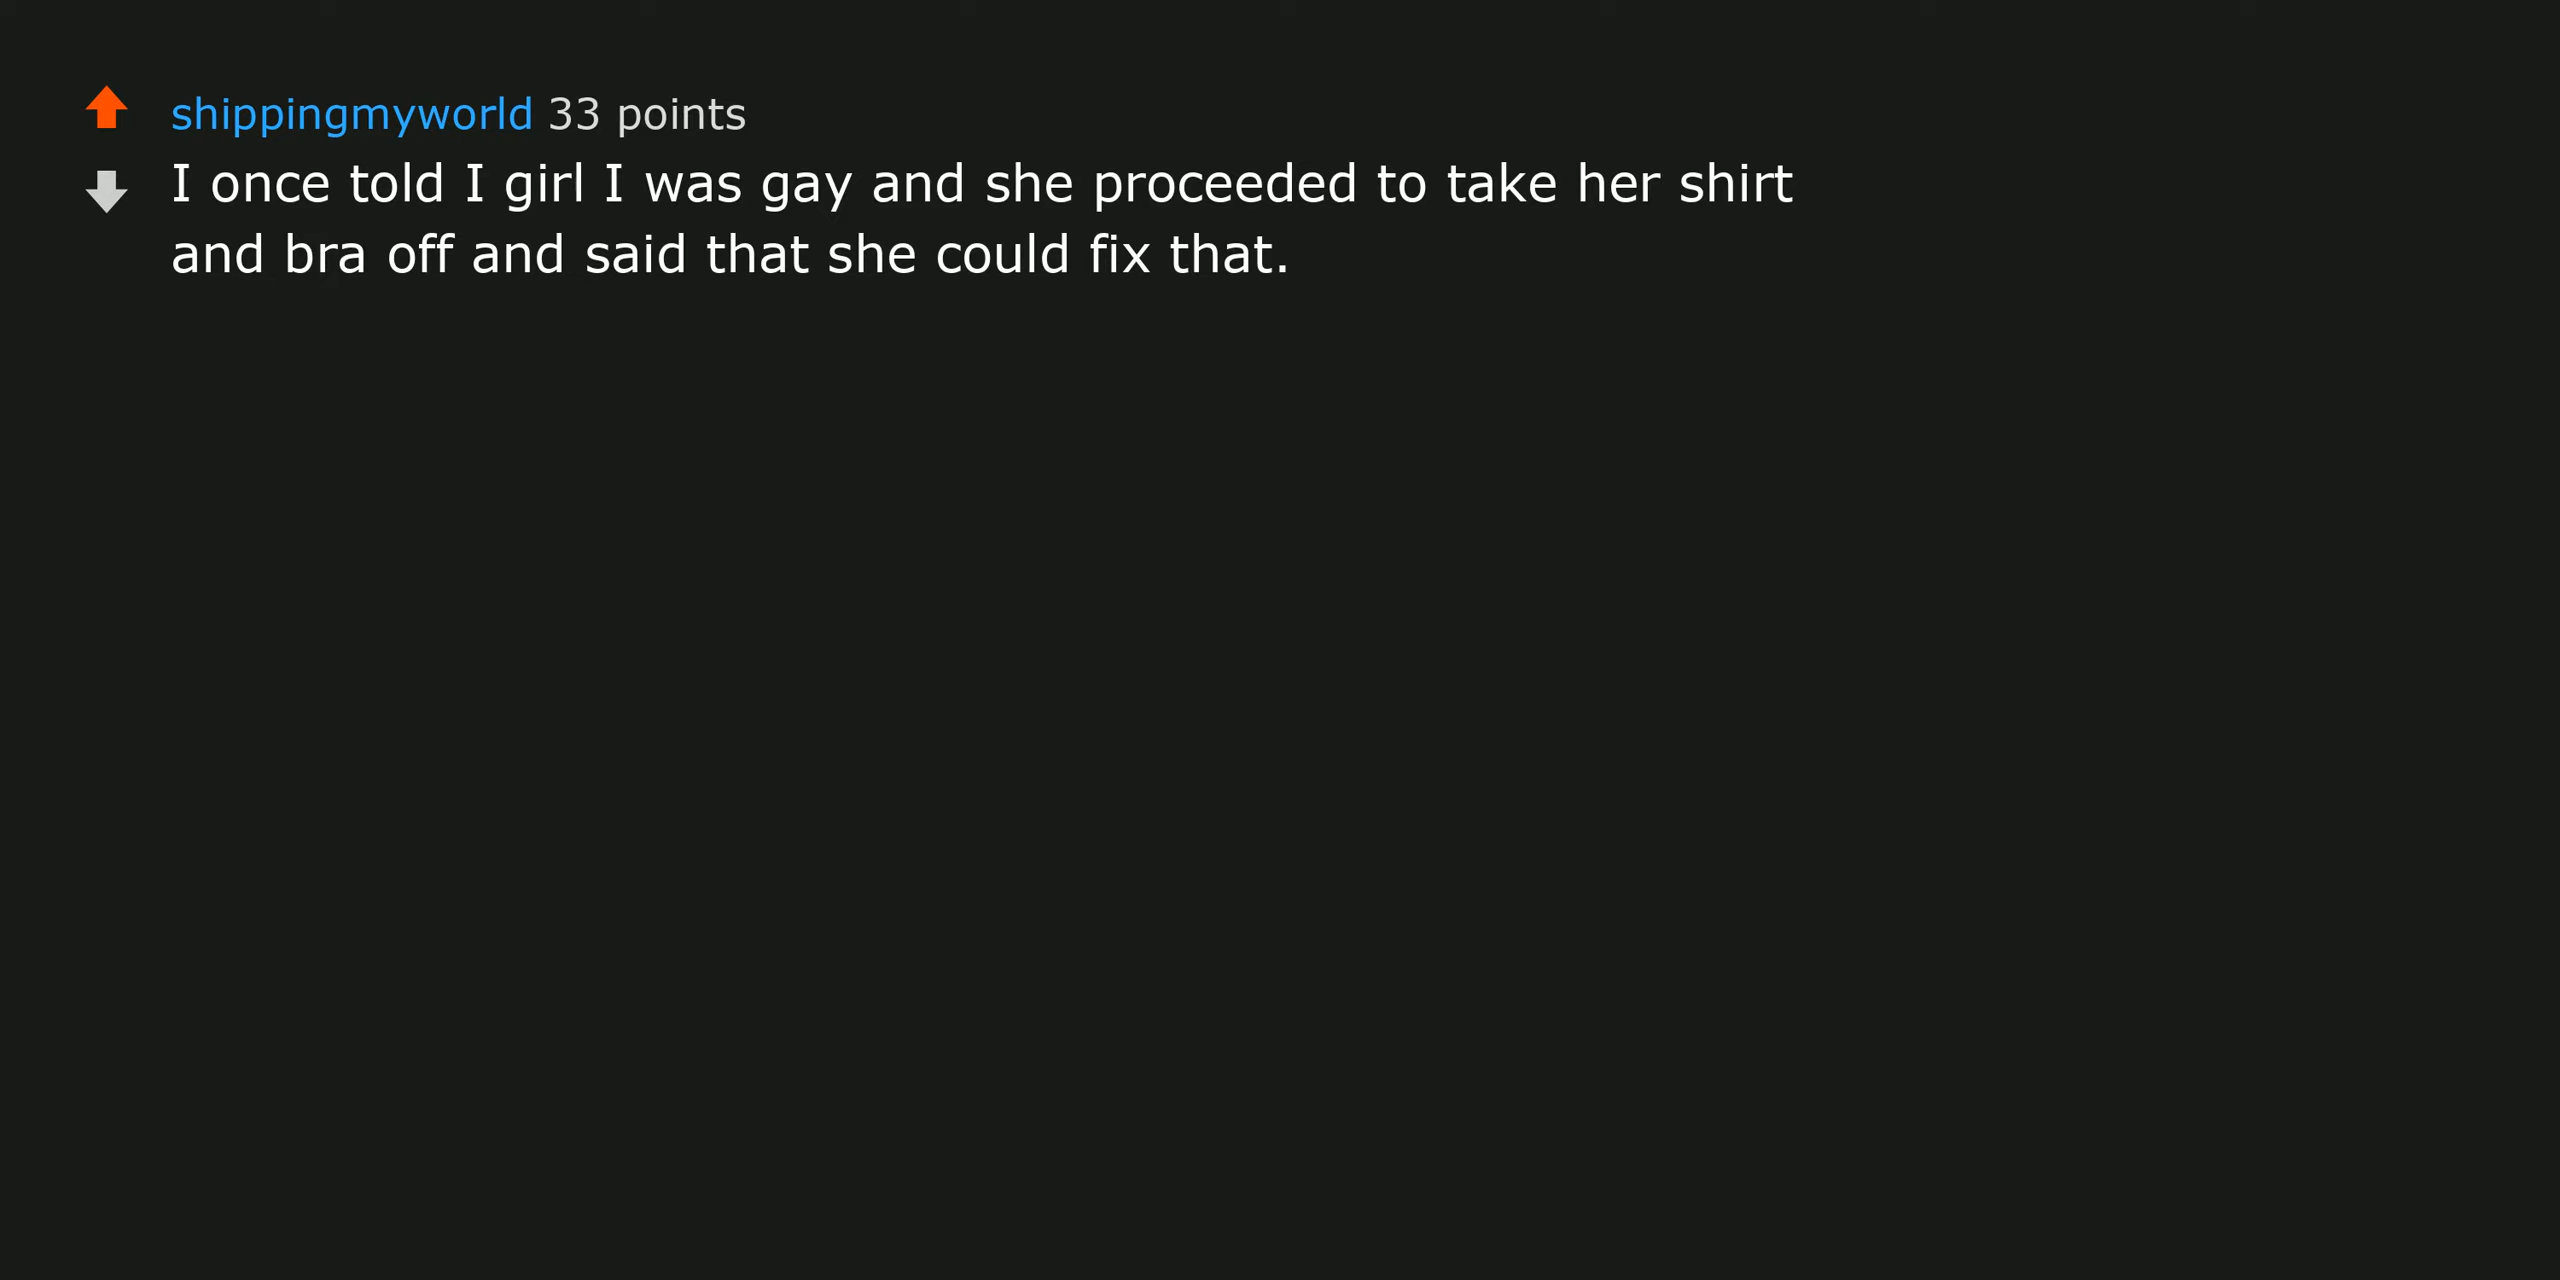 shippingmyworld 33 points
I once told I girl I was gay and she proceeded to take her shirt
and bra off and said that she could fix that.